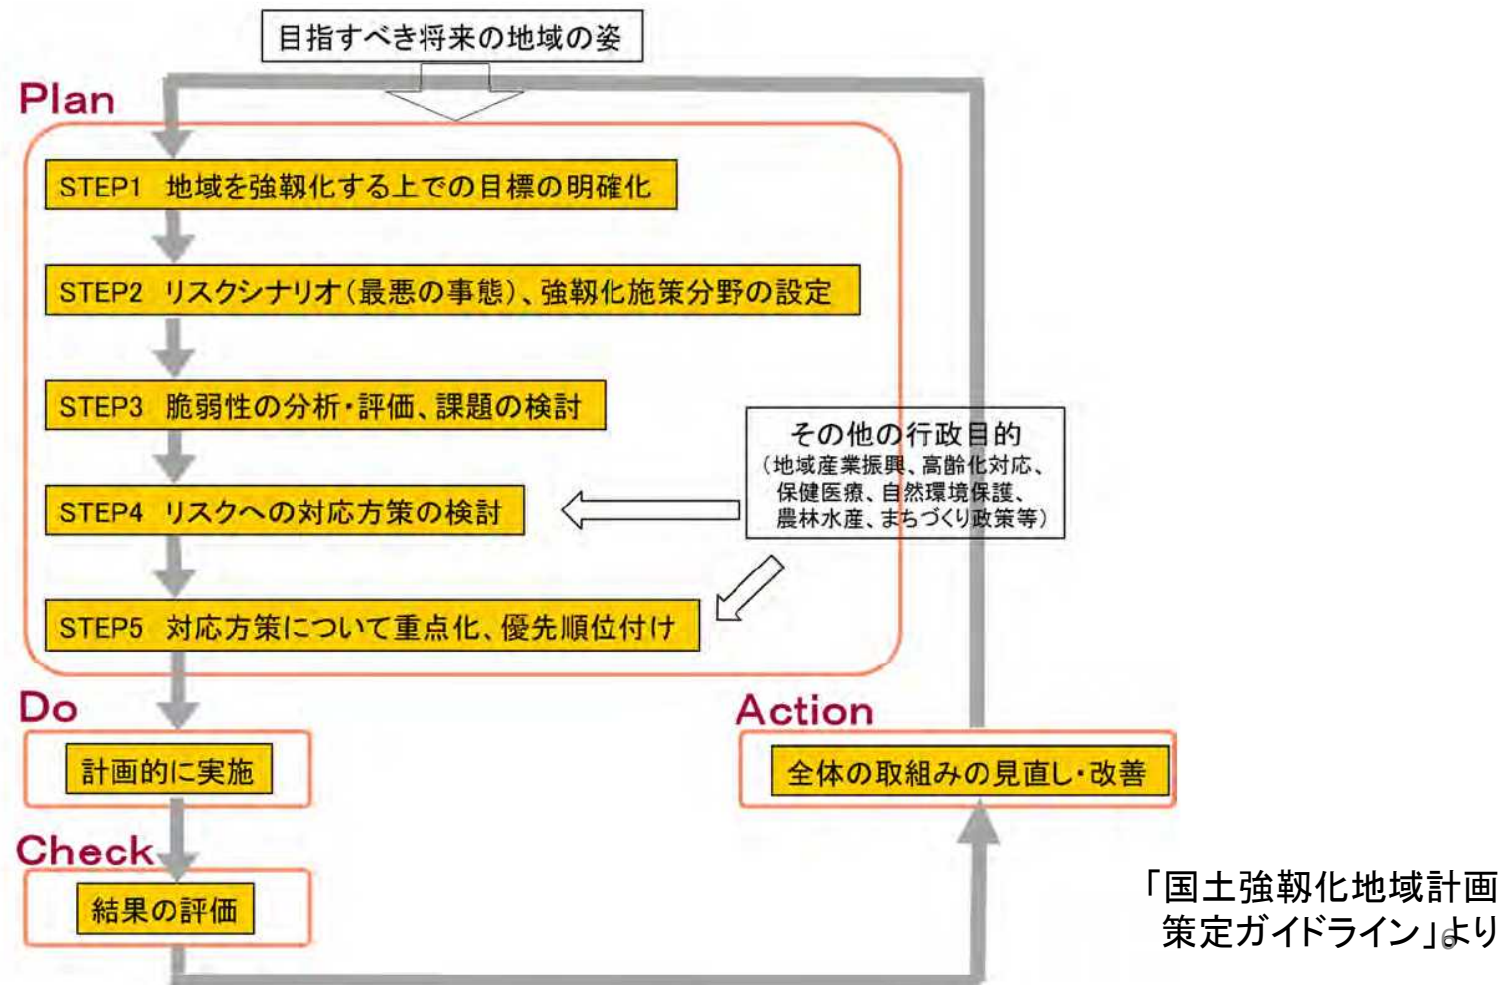 目指すべき将来の地域の姿
Plan
STEP1 地域を強靱化する上での目標の明確化
STEP2 リスクシナリオ(最悪の事態)、強靱化施策分野の設定
STEP3 脆弱性の分析・評価、課題の検討
その他の行政目的
(地域産業振興、高齢化対応、
保健医療、自然環境保護、
農林水産、まちづくり政策等)
STEP4 リスクへの対応方策の検討
STEP5 対応方策について重点化、優先順位付け
Do
計画的に実施
Action
全体の取組みの見直し・改善
Check
結果の評価
「国土強靱化地域計画
策定ガイドライン」より
6